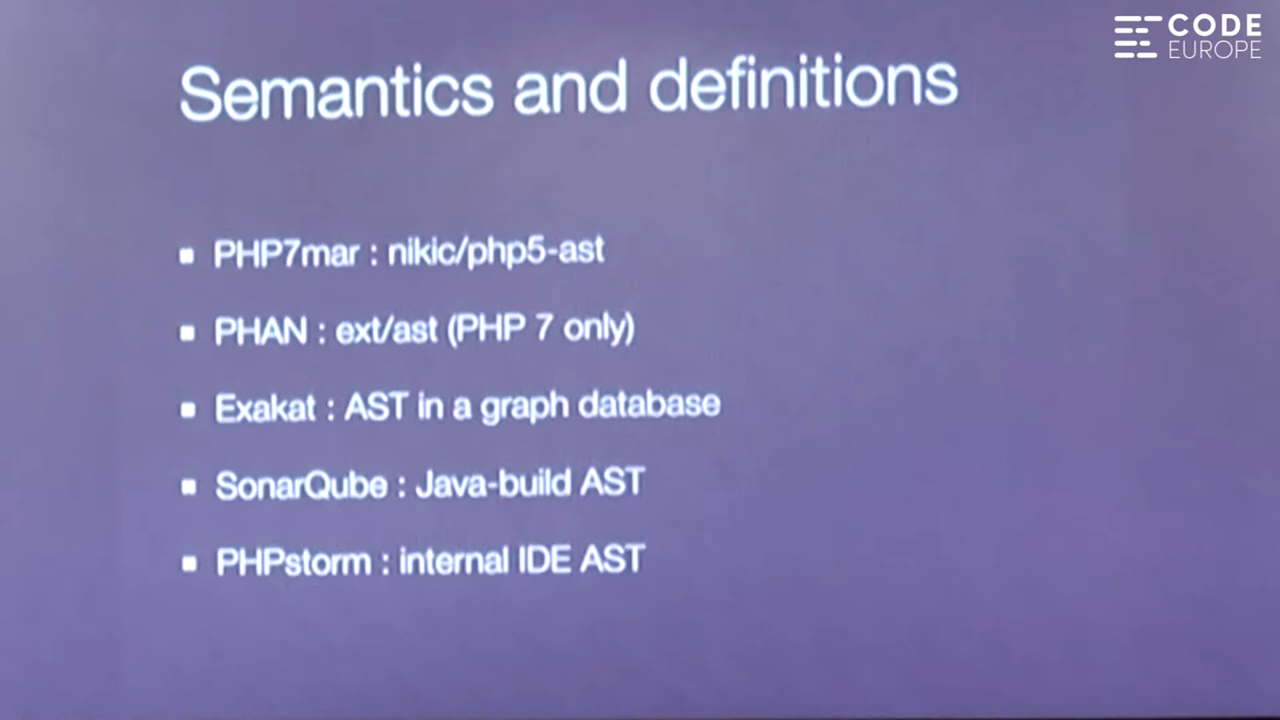 CODE
EUROPE
Semantics and definitions
▪ PHP7mar : nikic/php5-ast
▪ PHAN : ext/ast (PHP 7 only)
▪ Exakat : AST in a graph database
▪ SonarQube : Java-build AST
▪ PHPstorm : internal IDE AST